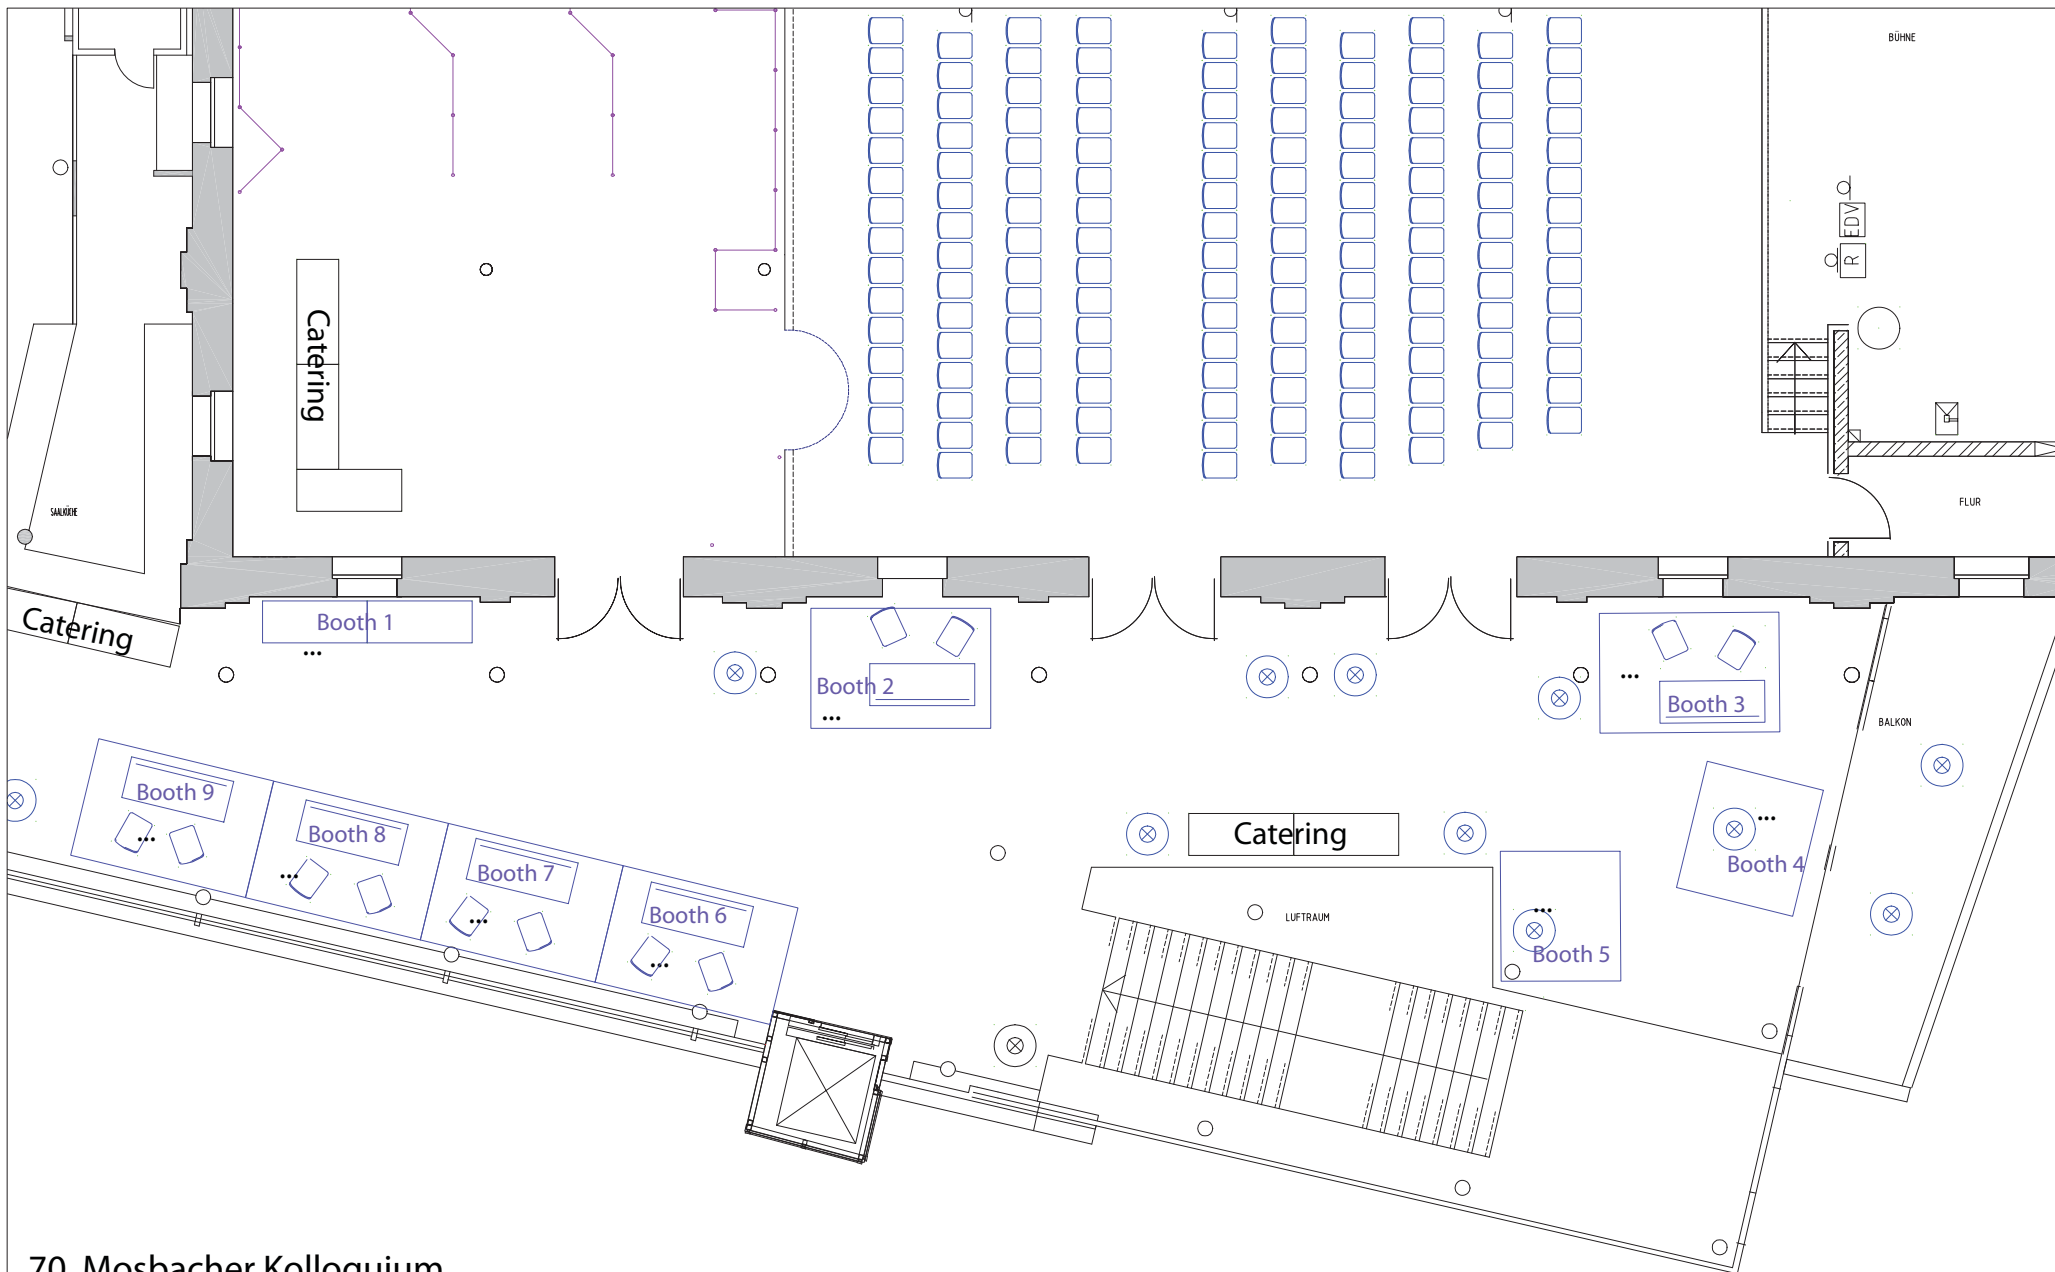 BÜHNE
EDV
R
Catering
SAALKÜCHE
FLUR
Catering
Booth 1
...
Booth 2
...
...
Booth 3
BALKON
Booth 9
...
Booth 8
...
Booth 7
...
Booth 6
...
Catering
...
Booth 4
LUFTRAUM
...
Booth 5
70. Mosbacher Kolloquium